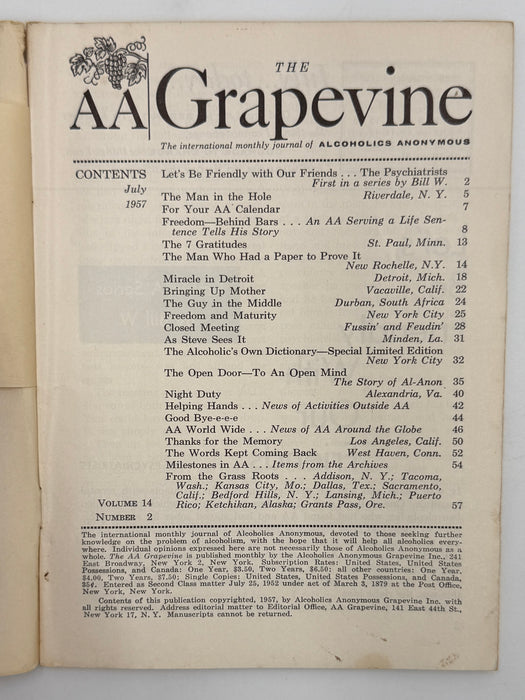 THE
AA Grapevine
The international monthly journal of ALCOHOLICS ANONYMOUS
CONTENTS
July
1957
Let's Be Friendly with Our Friends . . . The Psychiatrists
First in a series by Bill W. 2
The Man in the Hole Riverdale, N. Y. 5
For Your AA Calendar 7
Freedom—Behind Bars . . . An AA Serving a Life Sen-
tence Tells His Story 8
The 7 Gratitudes St. Paul, Minn. 13
The Man Who Had a Paper to Prove It
New Rochelle, N.Y. 14
Miracle in Detroit Detroit, Mich. 18
Bringing Up Mother Vacaville, Calif. 22
The Guy in the Middle Durban, South Africa 24
Freedom and Maturity New York City 25
Closed Meeting Fussin' and Feudin' 28
As Steve Sees It Minden, La. 31
The Alcoholic's Own Dictionary—Special Limited Edition
New York City 32
The Open Door—To An Open Mind
The Story of Al-Anon 35
Night Duty Alexandria, Va. 40
Helping Hands . . . News of Activities Outside AA 42
Good Bye-e-e-e 44
AA World Wide . . . News of AA Around the Globe 46
Thanks for the Memory Los Angeles, Calif. 50
The Words Kept Coming Back West Haven, Conn. 52
Milestones in AA . . . Items from the Archives 54
From the Grass Roots . . . Addison, N. Y.; Tacoma,
Wash.; Kansas City, Mo.; Dallas, Tex.; Sacramento,
Calif.; Bedford Hills, N. Y.; Lansing, Mich.; Puerto
Rico; Ketchikan, Alaska; Grants Pass, Ore. 57
VOLUME 14
NUMBER 2
The international monthly journal of Alcoholics Anonymous, devoted to those seeking further
knowledge on the problem of alcoholism, with the hope that it will help all alcoholics every-
where. Individual opinions expressed here are not necessarily those of Alcoholics Anonymous as a
whole. The AA Grapevine is published monthly by the Alcoholics Anonymous Grapevine Inc., 241
East Broadway, New York 2, New York. Subscription Rates: United States, United States
Possessions, and Canada: One Year, $3.50, Two Years, $6.50; all other countries: One Year,
$4.00, Two Years, $7.50; Single Copies: United States, United States Possessions, and Canada,
35¢. Entered as Second Class matter July 25, 1952 under act of March 3, 1879 at the Post Office,
New York, New York.
Contents of this publication copyrighted, 1957, by Alcoholics Anonymous Grapevine Inc. with
all rights reserved. Address editorial matter to Editorial Office, AA Grapevine, 141 East 44th St.,
New York 17, N. Y. Manuscripts cannot be returned.